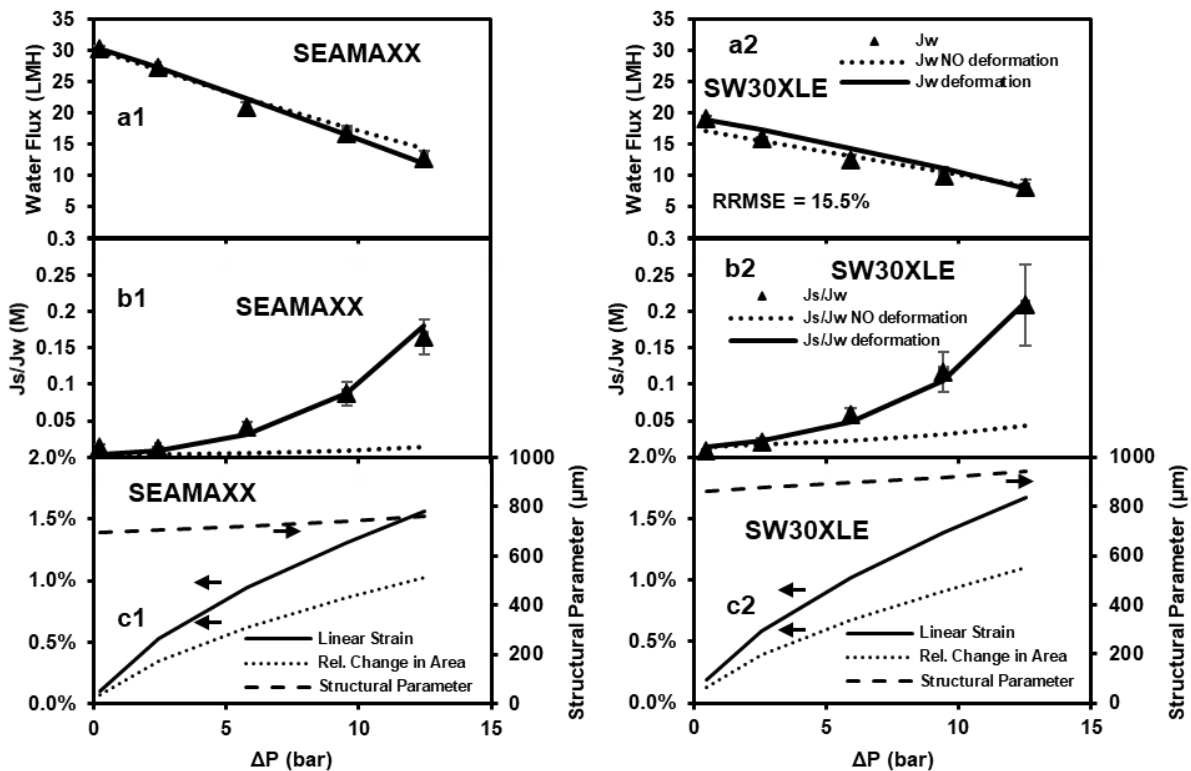 35
30
25
20
15
10
5
0.3
Water Flux (LMH)
SEAMAXX
a1
0.25
0.2
0.15
0.1
0.05
2.0%
Js/Jw (M)
b1
SEAMAXX
1.5%
1.0%
0.5%
0.0%
SEAMAXX
c1
Linear Strain
Rel. Change in Area
Structural Parameter
1000
800
600
400
200
0
Structural Parameter (µm)
0 5 10 15
ΔP (bar)
35
30
25
20
15
10
5
0.3
Water Flux (LMH)
a2
Jw
Jw NO deformation
Jw deformation
SW30XLE
RRMSE = 15.5%
0.25
0.2
0.15
0.1
0.05
2.0%
Js/Jw (M)
b2
SW30XLE
Js/Jw
Js/Jw NO deformation
Js/Jw deformation
1.5%
1.0%
0.5%
0.0%
SW30XLE
c2
Linear Strain
Rel. Change in Area
Structural Parameter
1000
800
600
400
200
0
Structural Parameter (µm)
0 5 10 15
ΔP (bar)